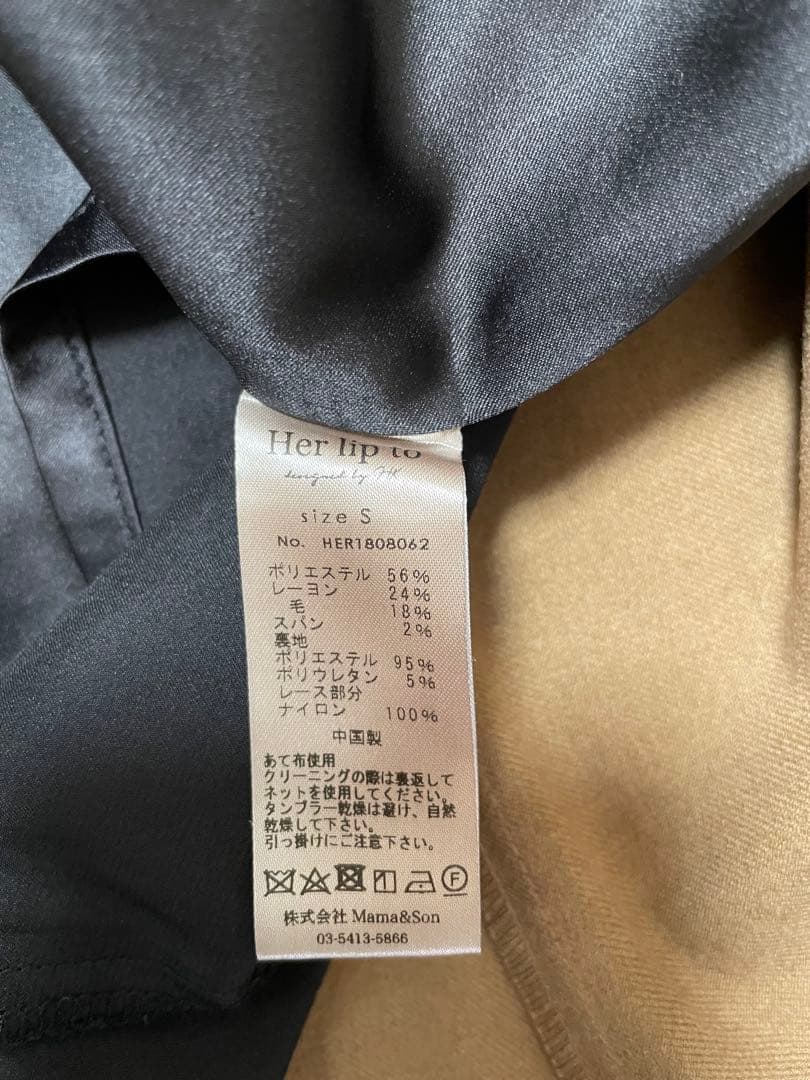 Her lip to
designed by HK
size S
No. HER1808062
ポリエステル 56%
レーヨン 24%
毛 18%
スパン 2%
裏地
ポリエステル 95%
ポリウレタン 5%
レース部分
ナイロン 100%
中国製
あて布使用
クリーニングの際は裏返して
ネットを使用してください。
タンブラー乾燥は避け、自然
乾燥して下さい。
引っ掛けにご注意下さい。
F
株式会社 Mama&Son
03-5413-5866